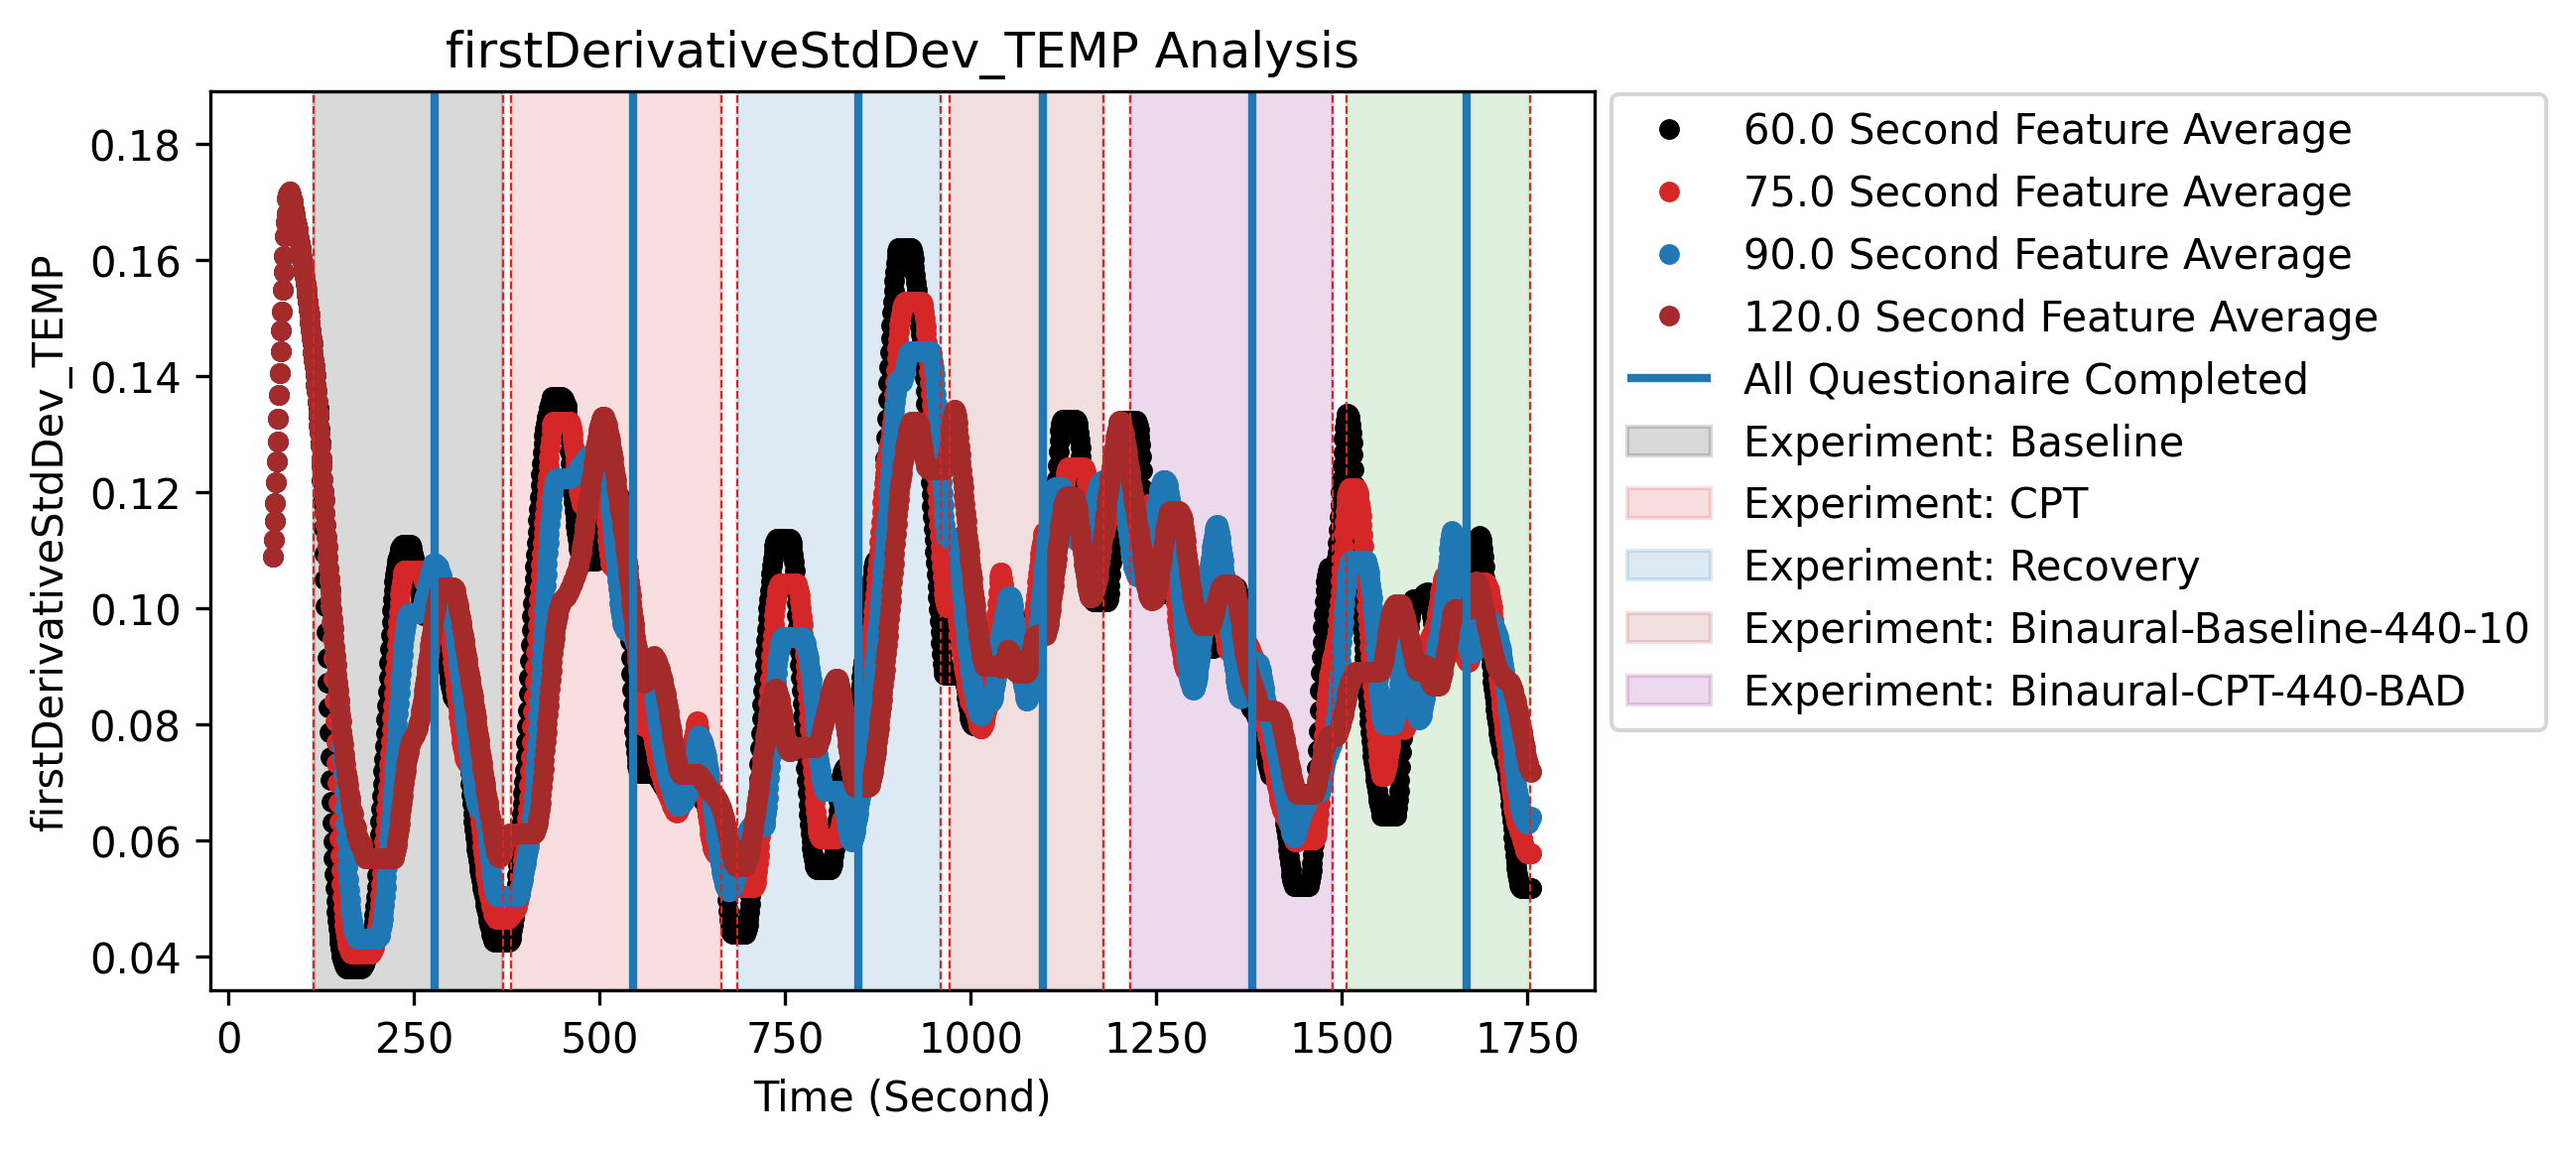 firstDerivativeStdDev_TEMP Analysis
firstDerivativeStdDev_TEMP
0.18
0.16
0.14
0.12
0.10
0.08
0.06
0.04
0 250 500 750 1000 1250 1500 1750
Time (Second)
60.0 Second Feature Average
75.0 Second Feature Average
90.0 Second Feature Average
120.0 Second Feature Average
All Questionaire Completed
Experiment: Baseline
Experiment: CPT
Experiment: Recovery
Experiment: Binaural-Baseline-440-10
Experiment: Binaural-CPT-440-BAD